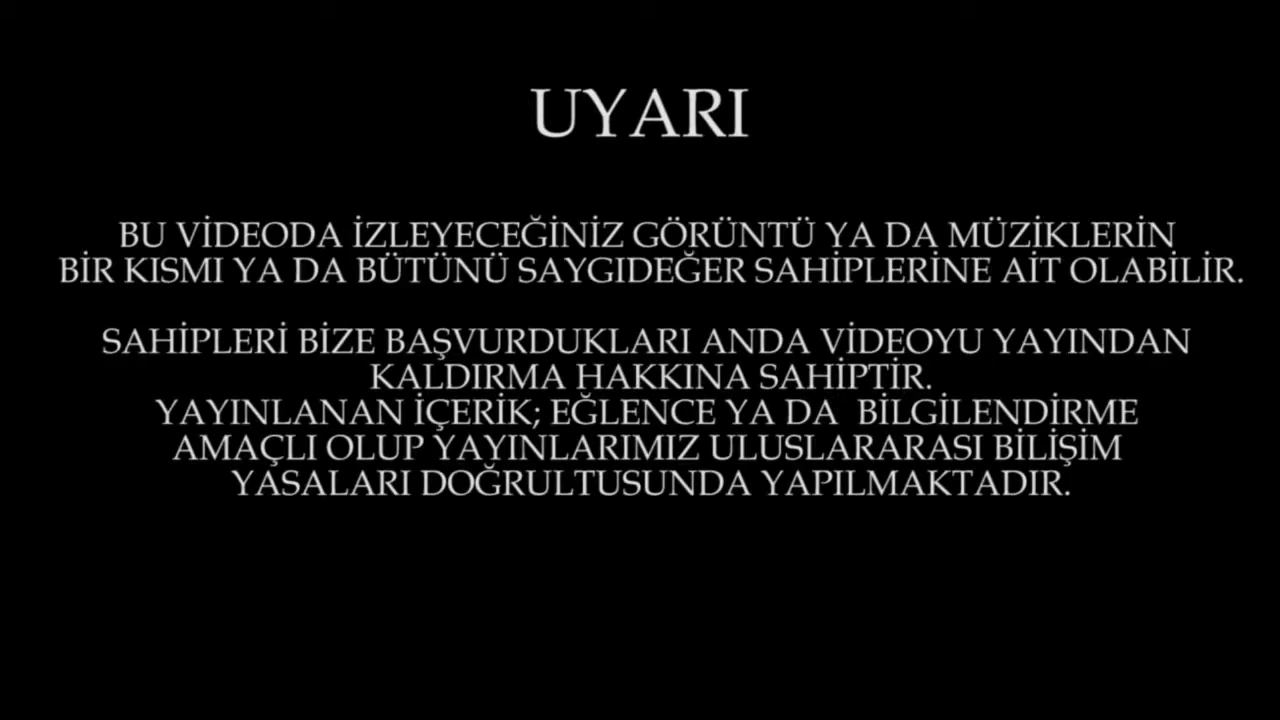 UYARI
BU VİDEODA İZLEYECEĞİNİZ GÖRÜNTÜ YA DA MÜZİKLERİN
BİR KISMI YA DA BÜTÜNÜ SAYGIDEĞER SAHİPLERİNE AİT OLABİLİR.
SAHİPLERİ BİZE BAŞVURDUKLARI ANDA VİDEOYU YAYINDAN
KALDIRMA HAKKINA SAHİPTİR.
YAYINLANAN İÇERİK; EĞLENCE YA DA  BİLGİLENDİRME
AMAÇLI OLUP YAYINLARIMIZ ULUSLARARASI BİLİŞİM
YASALARI DOĞRULTUSUNDA YAPILMAKTADIR.